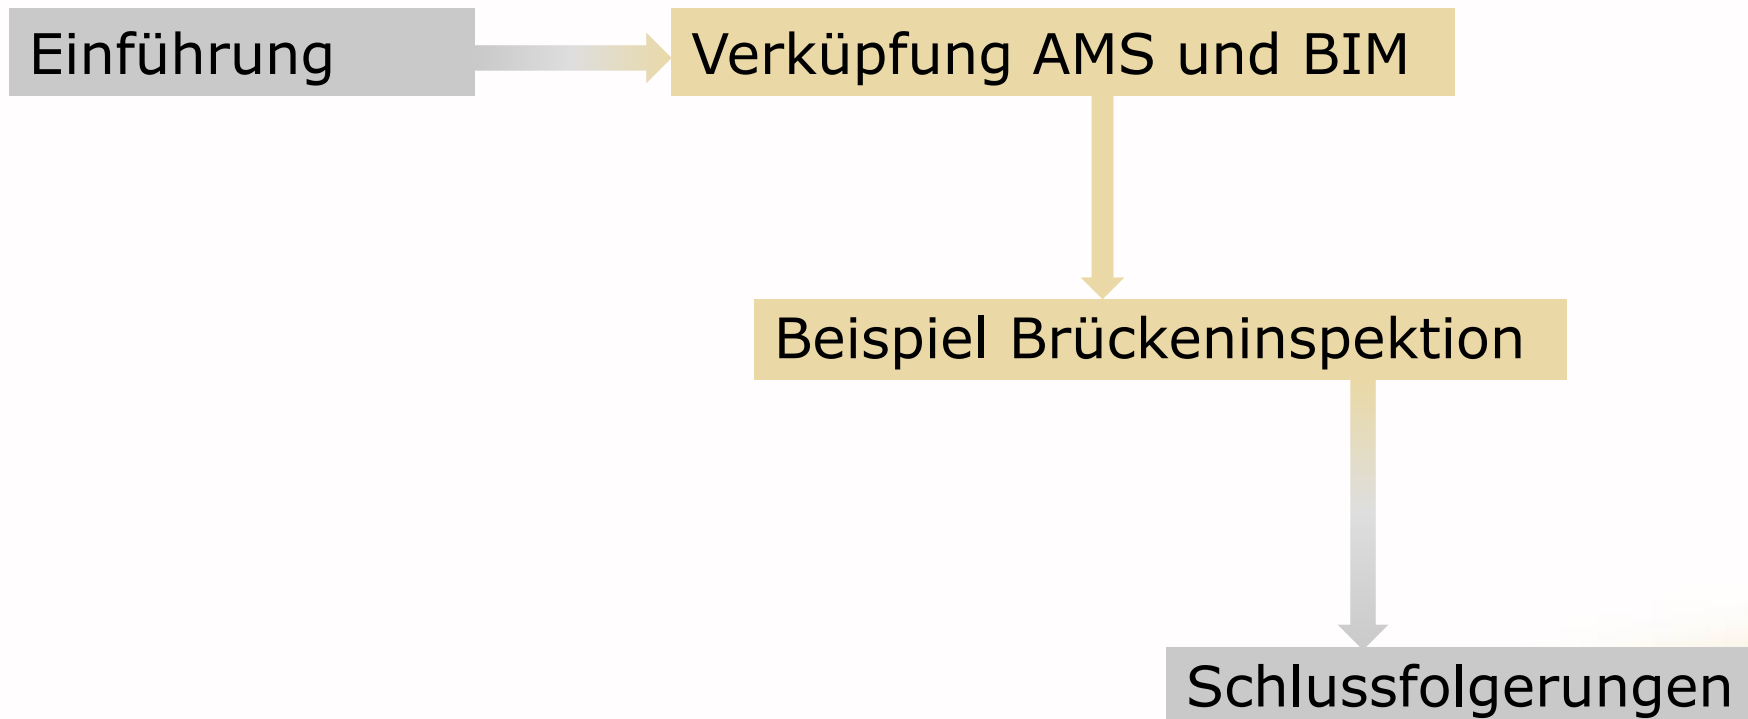 Einführung
Verküpfung AMS und BIM
Beispiel Brückeninspektion
Schlussfolgerungen